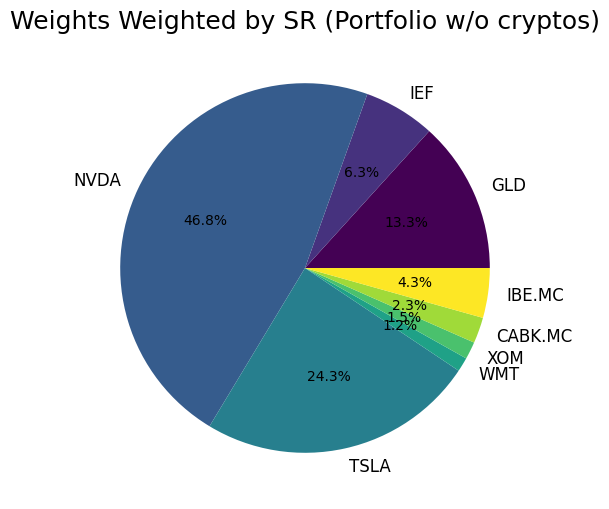 Weights Weighted by SR (Portfolio w/o cryptos)
IEF
GLD
NVDA
6.3%
13.3%
46.8%
4.3%
IBE.MC
2.3%
1.5%
1.2%
CABK.MC
XOM
WMT
24.3%
TSLA